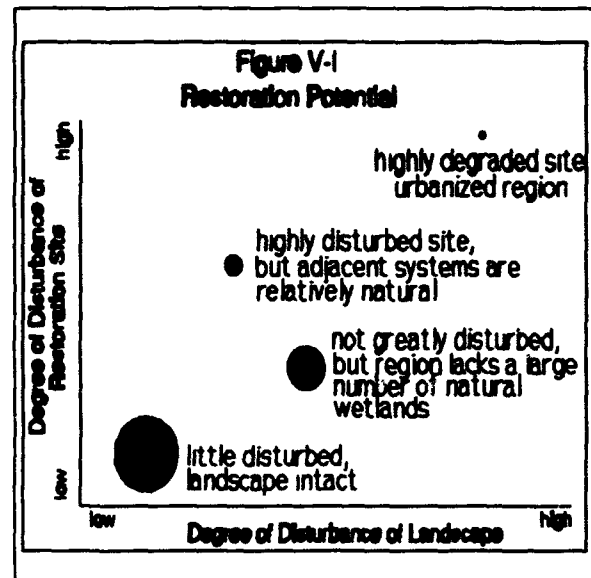 Figure V-I
Restoration Potential
high
highly degraded site
urbanized region
highly disturbed site,
but adjacent systems are
relatively natural
not greatly disturbed,
but region lacks a large
number of natural
wetlands
little disturbed,
landscape intact
Degree of Disturbance of
Restoration Site
low
low
high
Degree of Disturbance of Landscape